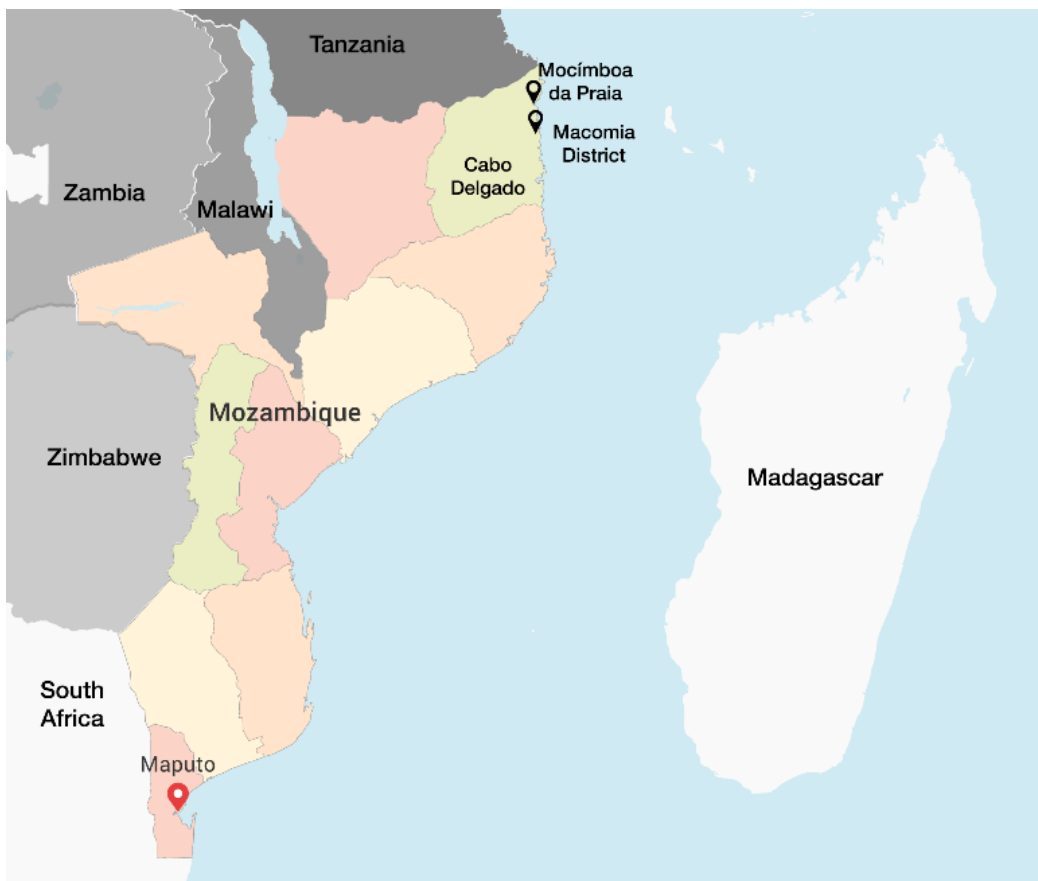 Tanzania
Mocímboa
da Praia
Macomia
District
Cabo
Delgado
Zambia
Malawi
Mozambique
Zimbabwe
Madagascar
South
Africa
Maputo